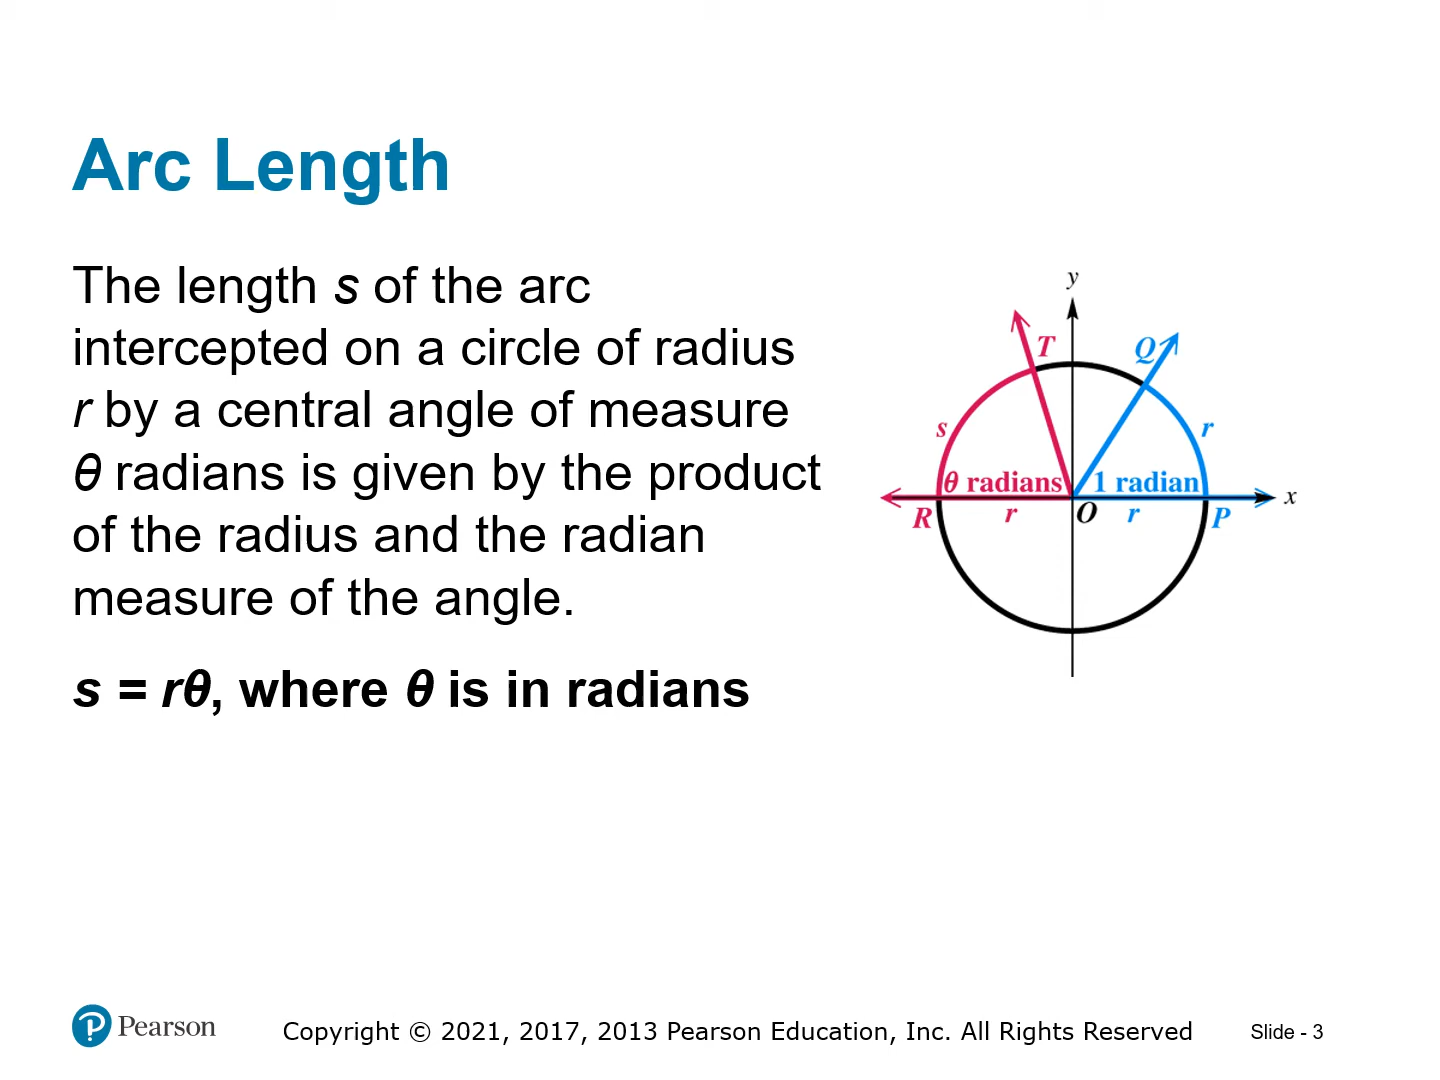 Arc Length
The length s of the arc
intercepted on a circle of radius
r by a central angle of measure
θ radians is given by the product
of the radius and the radian
measure of the angle.
s = rθ, where θ is in radians
y
T
Q
s
r
θ radians
1 radian
x
R
r
O
r
P
Pearson
Copyright © 2021, 2017, 2013 Pearson Education, Inc. All Rights Reserved
Slide - 3